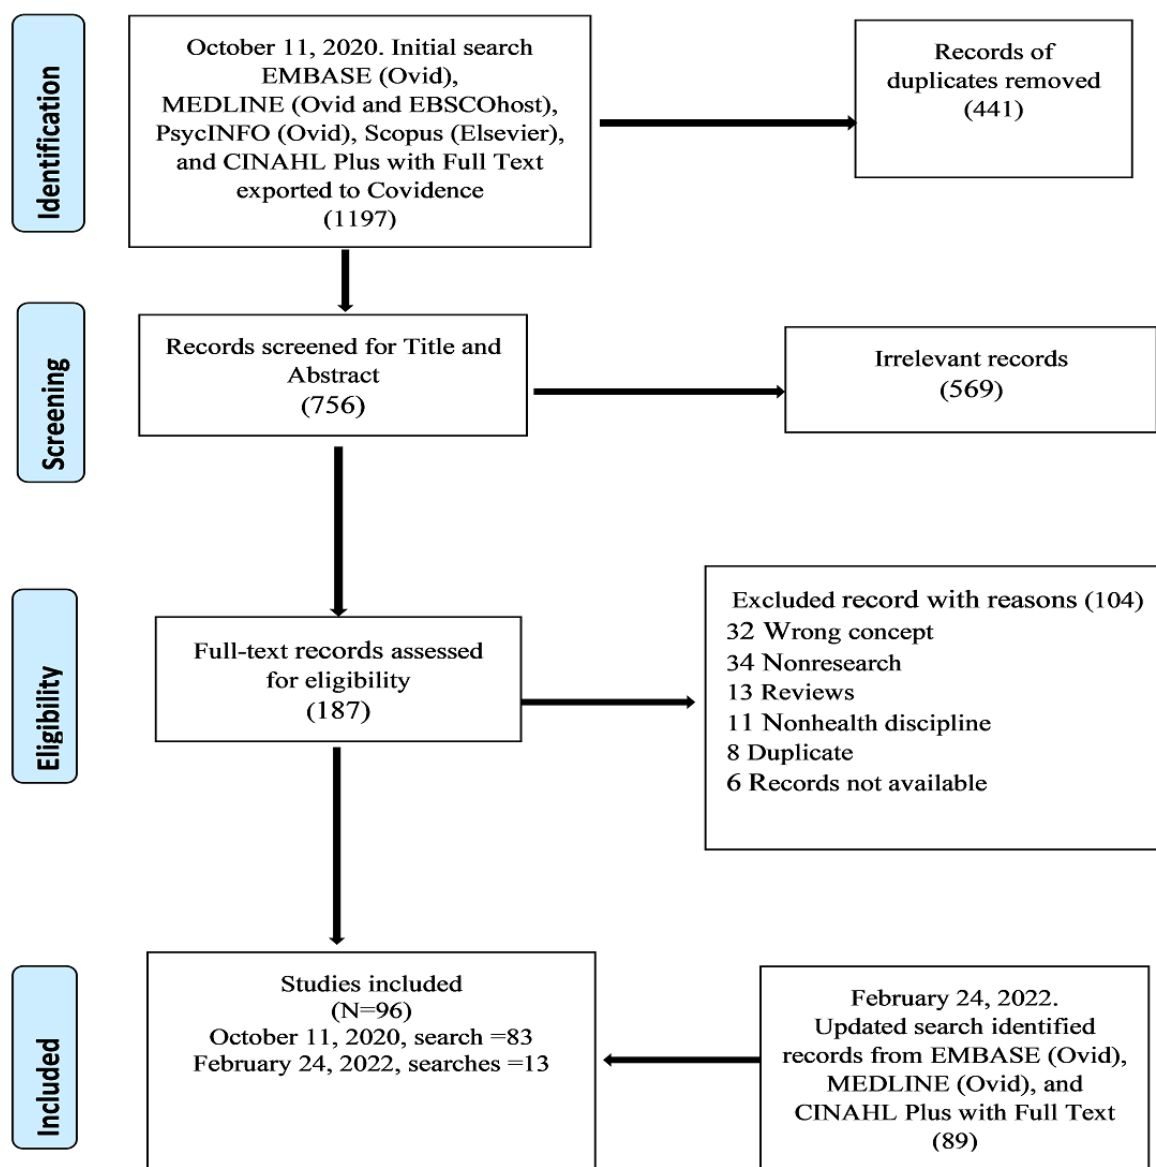 Identification
October 11, 2020. Initial search
EMBASE (Ovid),
MEDLINE (Ovid and EBSCOhost),
PsycINFO (Ovid), Scopus (Elsevier),
and CINAHL Plus with Full Text
exported to Covidence
(1197)
Records of
duplicates removed
(441)
Screening
Records screened for Title and
Abstract
(756)
Irrelevant records
(569)
Eligibility
Full-text records assessed
for eligibility
(187)
Excluded record with reasons (104)
32 Wrong concept
34 Nonresearch
13 Reviews
11 Nonhealth discipline
8 Duplicate
6 Records not available
Included
Studies included
(N=96)
October 11, 2020, search =83
February 24, 2022, searches =13
February 24, 2022.
Updated search identified
records from EMBASE (Ovid),
MEDLINE (Ovid), and
CINAHL Plus with Full Text
(89)